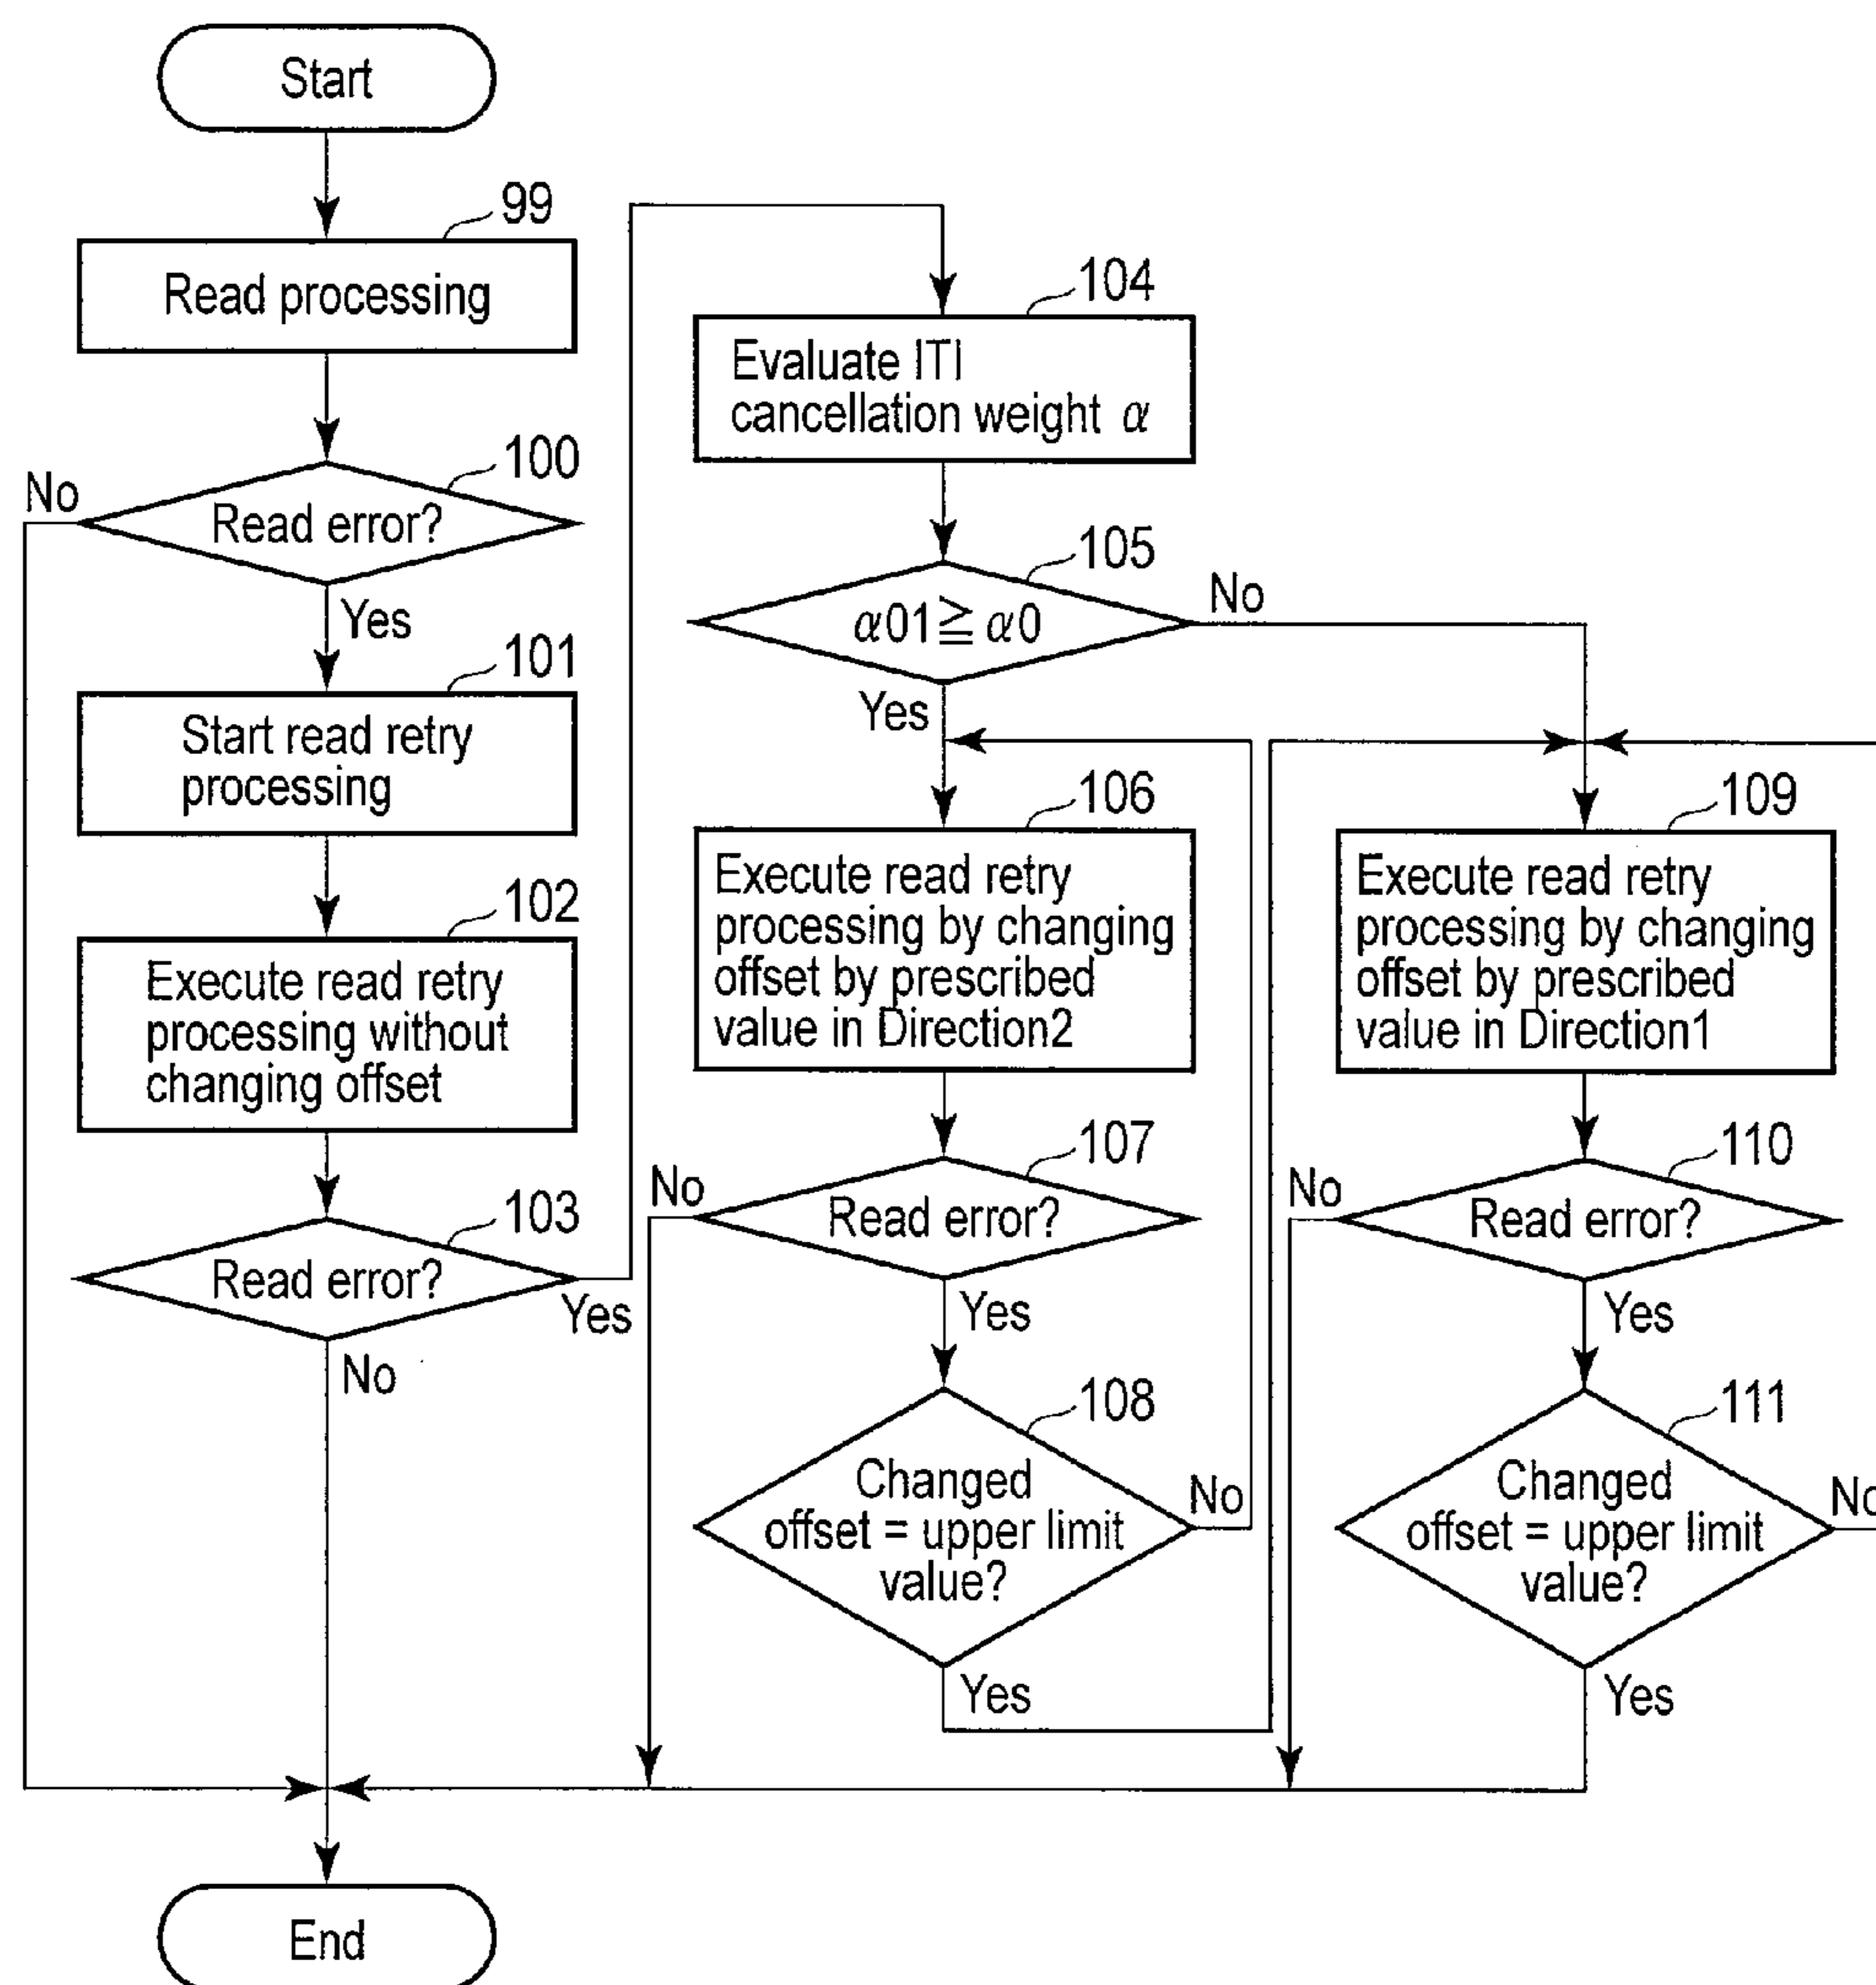 Start
99
Read processing
100
No
Read error?
Yes
101
Start read retry
processing
102
Execute read retry
processing without
changing offset
103
Read error?
Yes
No
104
Evaluate ITI
cancellation weight α
105
α01≧α0
No
Yes
106
Execute read retry
processing by changing
offset by prescribed
value in Direction2
107
No
Read error?
Yes
108
Changed
offset = upper limit
value?
No
Yes
109
Execute read retry
processing by changing
offset by prescribed
value in Direction1
110
No
Read error?
Yes
111
Changed
offset = upper limit
value?
No
Yes
End